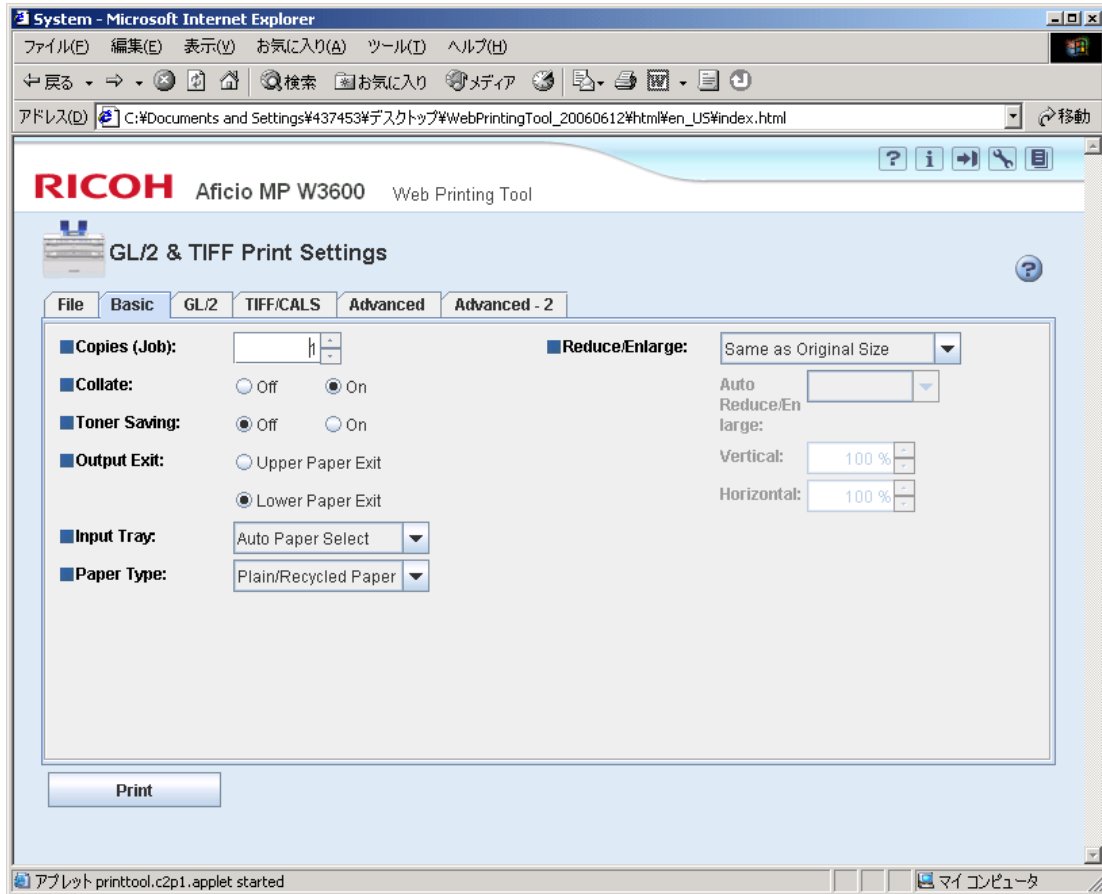 System - Microsoft Internet Explorer
ファイル(F) 編集(E) 表示(V) お気に入り(A) ツール(T) ヘルプ(H)
戻る 検索 お気に入り メディア
アドレス(D) C:¥Documents and Settings¥437453¥デスクトップ¥WebPrintingTool_20060612¥html¥en_US¥index.html 移動
RICOH Aficio MP W3600 Web Printing Tool
GL/2 & TIFF Print Settings
File Basic GL/2 TIFF/CALS Advanced Advanced - 2
Copies (Job): 1
Reduce/Enlarge: Same as Original Size
Collate: Off On
Auto Reduce/En
large:
Toner Saving: Off On
Output Exit: Upper Paper Exit
Vertical: 100 %
Lower Paper Exit
Horizontal: 100 %
Input Tray: Auto Paper Select
Paper Type: Plain/Recycled Paper
Print
アプレット printtool.c2p1.applet started マイ コンピュータ